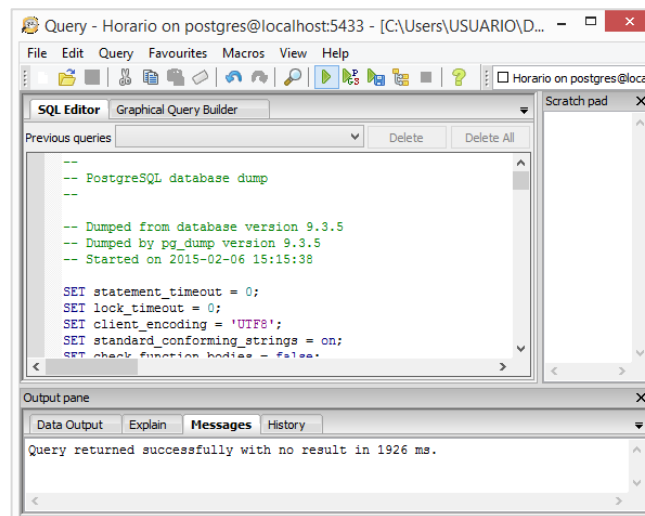 Query - Horario on postgres@localhost:5433 - [C:\Users\USUARIO\D...
File Edit Query Favourites Macros View Help
Horario on postgres@loca
SQL Editor Graphical Query Builder
Scratch pad
Previous queries Delete Delete All
--
-- PostgreSQL database dump
--
-- Dumped from database version 9.3.5
-- Dumped by pg_dump version 9.3.5
-- Started on 2015-02-06 15:15:38
SET statement_timeout = 0;
SET lock_timeout = 0;
SET client_encoding = 'UTF8';
SET standard_conforming_strings = on;
SET check_function_bodies = false;
Output pane
Data Output Explain Messages History
Query returned successfully with no result in 1926 ms.